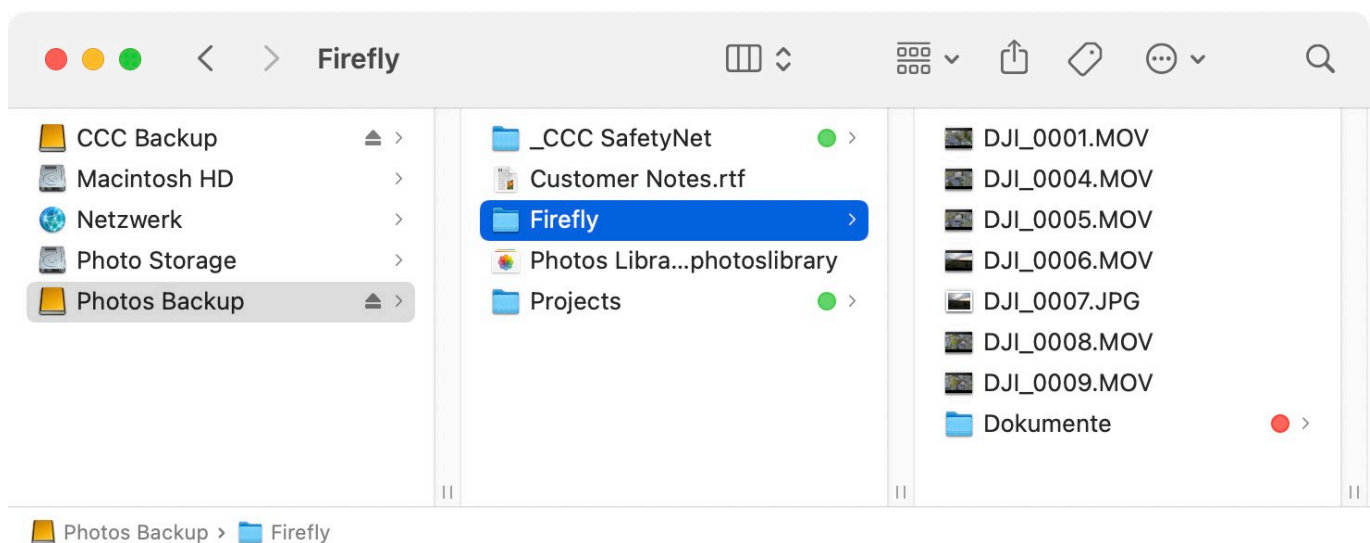 Firefly
CCC Backup
Macintosh HD
Netzwerk
Photo Storage
Photos Backup
_CCC SafetyNet
Customer Notes.rtf
Firefly
Photos Libra...photoslibrary
Projects
DJI_0001.MOV
DJI_0004.MOV
DJI_0005.MOV
DJI_0006.MOV
DJI_0007.JPG
DJI_0008.MOV
DJI_0009.MOV
Dokumente
Photos Backup › Firefly